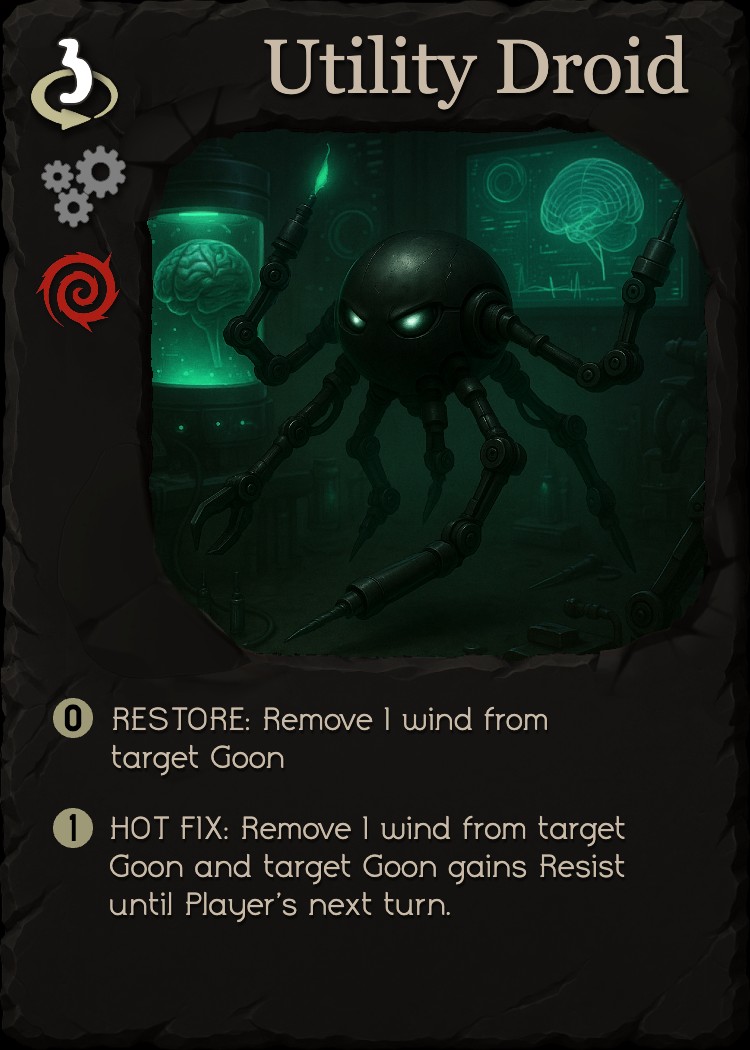 3
Utility Droid
0 RESTORE: Remove 1 wind from
target Goon
1 HOT FIX: Remove 1 wind from target
Goon and target Goon gains Resist
until Player's next turn.